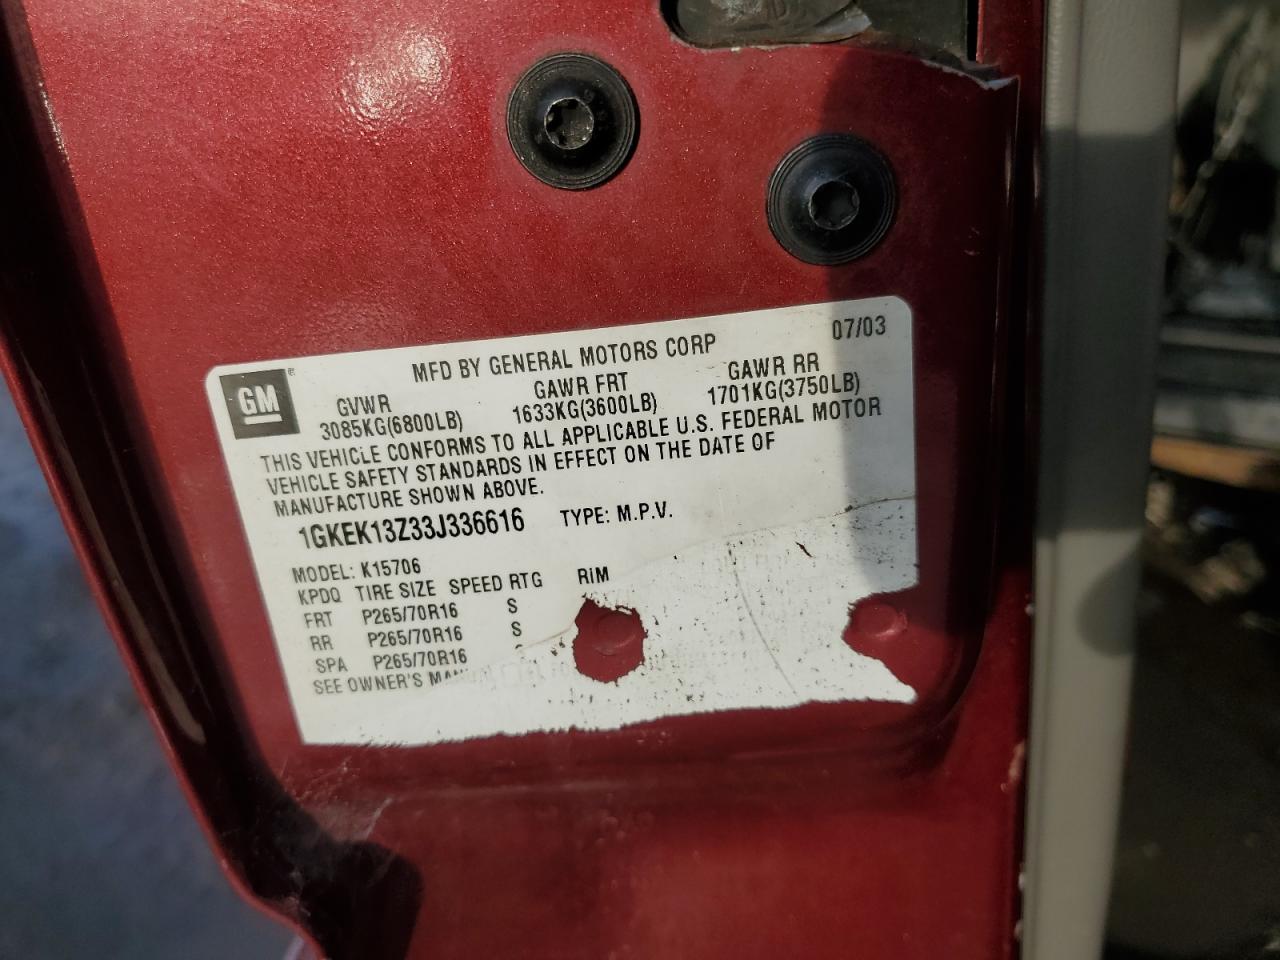 07/03
MFD BY GENERAL MOTORS CORP
GM
GVWR GAWR FRT GAWR RR
3085KG(6800LB) 1633KG(3600LB) 1701KG(3750LB)
THIS VEHICLE CONFORMS TO ALL APPLICABLE U.S. FEDERAL MOTOR
VEHICLE SAFETY STANDARDS IN EFFECT ON THE DATE OF
MANUFACTURE SHOWN ABOVE.
1GKEK13Z33J336616 TYPE: M.P.V.
MODEL: K15706
KPDQ TIRE SIZE SPEED RTG RIM
FRT P265/70R16 S
RR P265/70R16 S
SPA P265/70R16
SEE OWNER'S